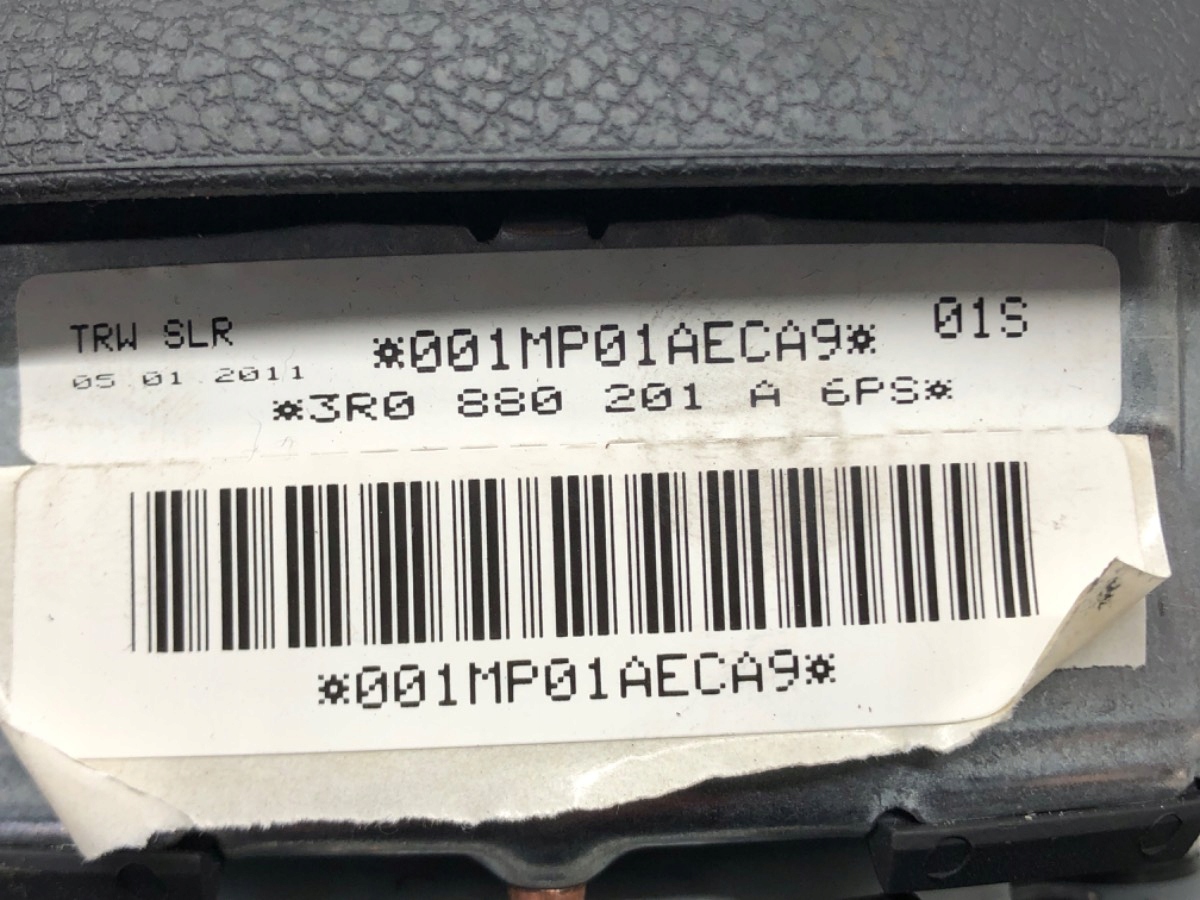 TRW SLR
*001MP01AECA9*
01S
05.01.2011
*3R0 880 201 A 6PS*
*001MP01AECA9*